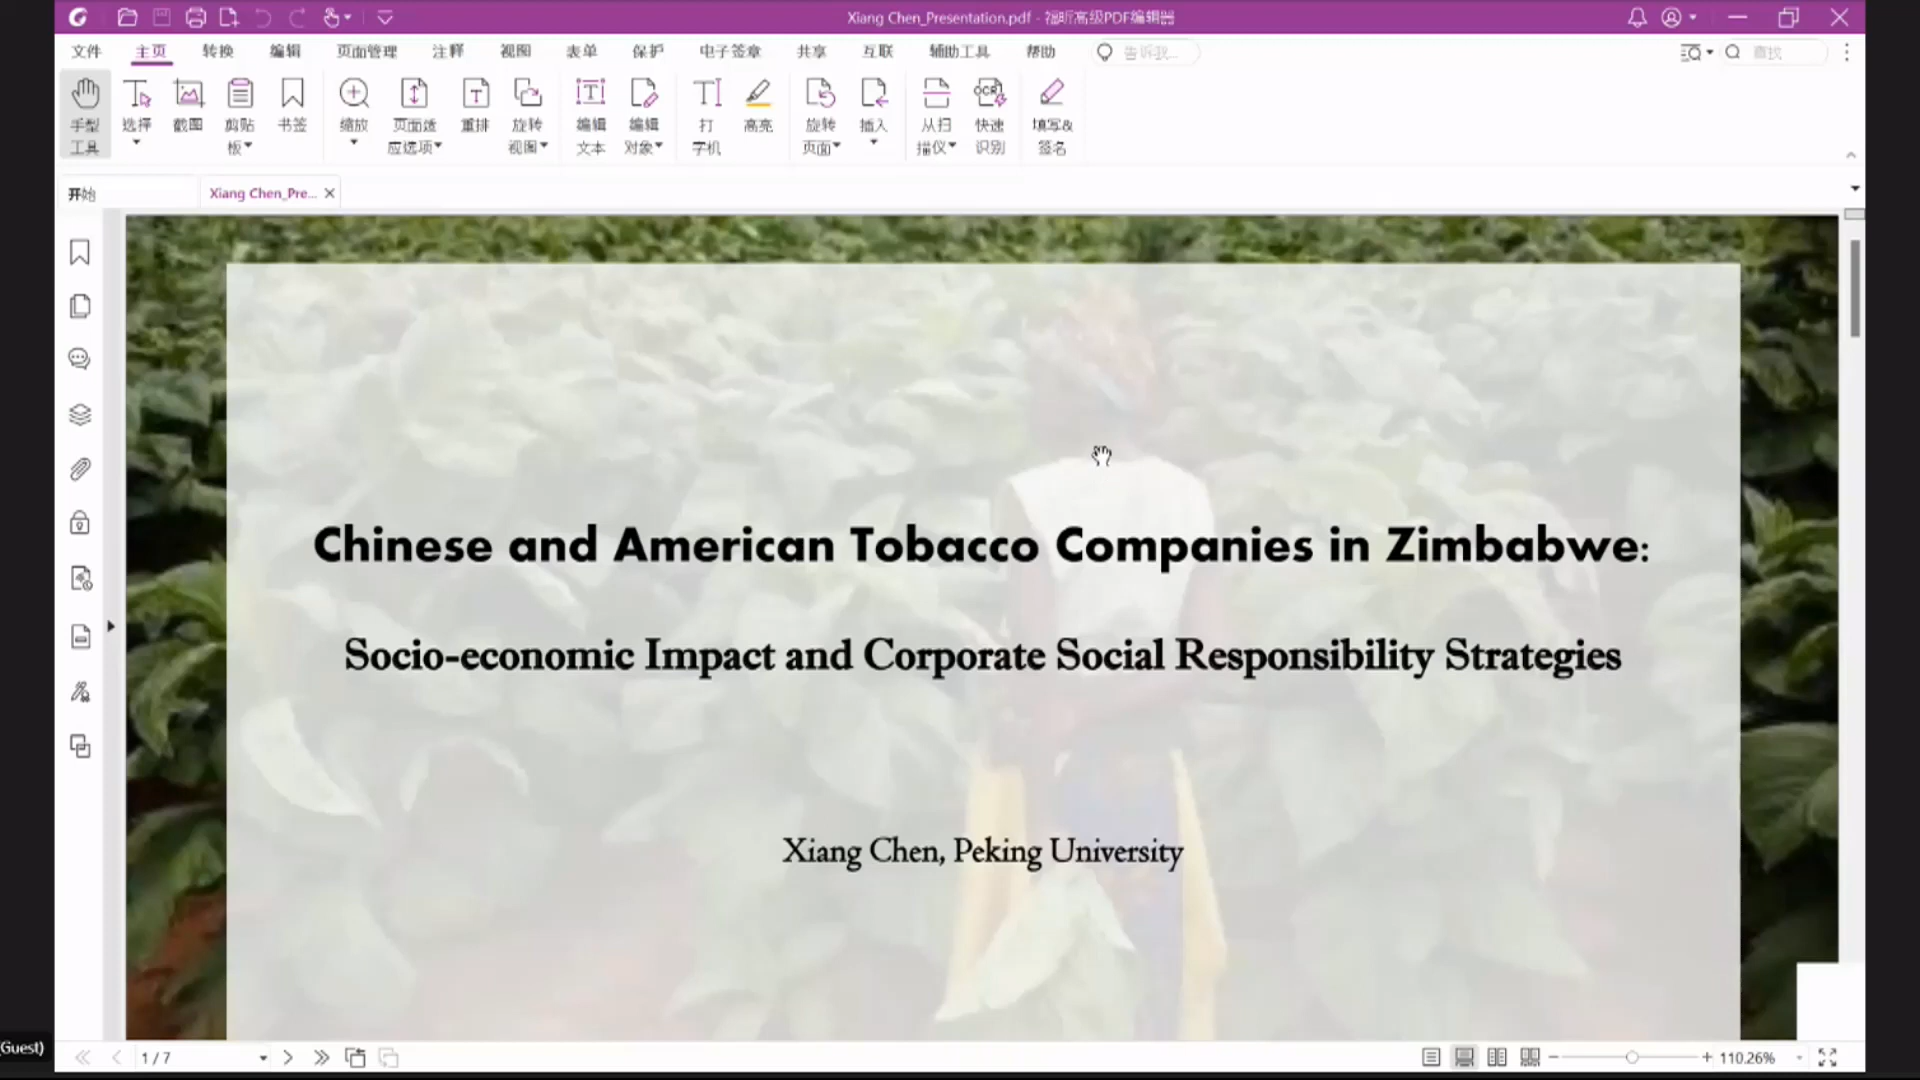 Xiang Chen_Presentation.pdf - 福昕高级PDF编辑器
文件 主页 转换 编辑 页面管理 注释 视图 表单 保护 电子签章 共享 互联 辅助工具 帮助 告诉我... 查找
手型工具 选择 截图 剪贴板 书签 缩放 页面适应选项 重排 旋转视图 编辑文本 编辑对象 打字机 高亮 旋转页面 插入 从扫描仪 快速识别 填写&签名
开始 Xiang Chen_Pre...
Chinese and American Tobacco Companies in Zimbabwe:
Socio-economic Impact and Corporate Social Responsibility Strategies
Xiang Chen, Peking University
Guest)
1 / 7 110.26%